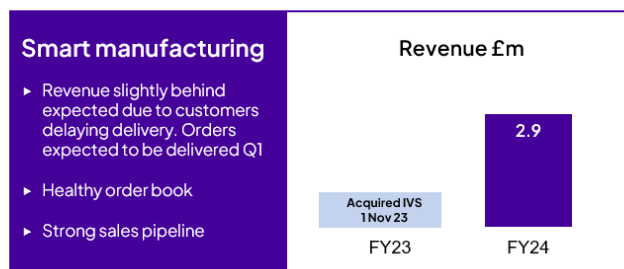 Smart manufacturing
► Revenue slightly behind
expected due to customers
delaying delivery. Orders
expected to be delivered Q1
► Healthy order book
► Strong sales pipeline
Revenue £m
Acquired IVS
1 Nov 23
2.9
FY23
FY24